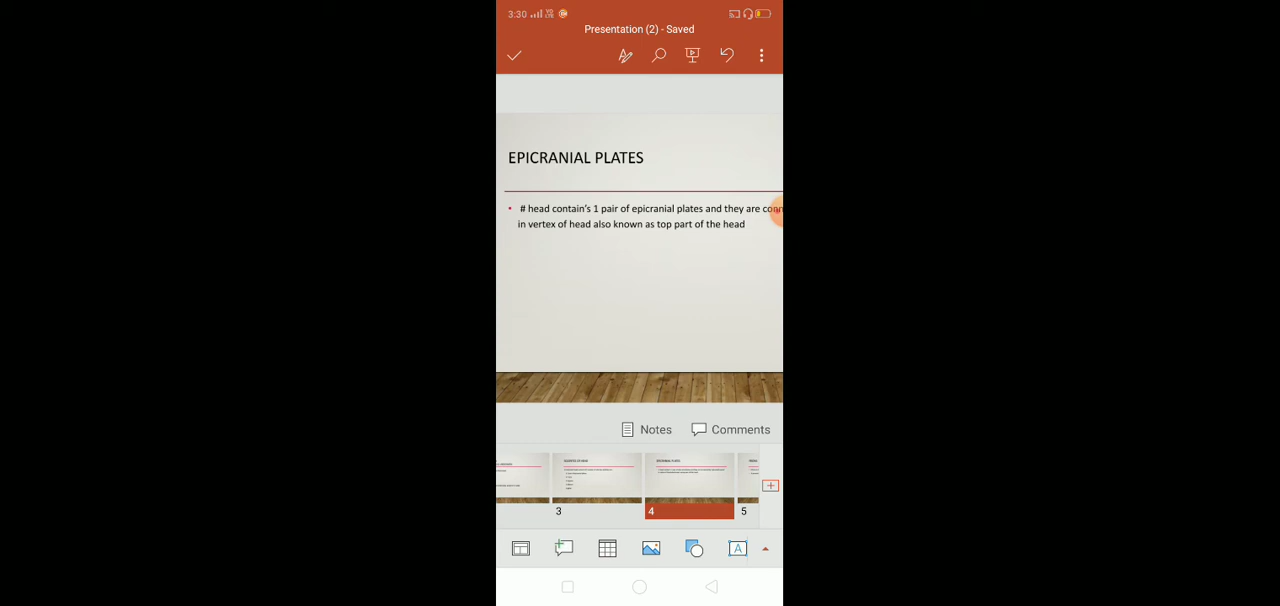 3:30
Presentation (2) - Saved
EPICRANIAL PLATES
• # head contain's 1 pair of epicranial plates and they are
in vertex of head also known as top part of the head
Notes
Comments
3
4
5